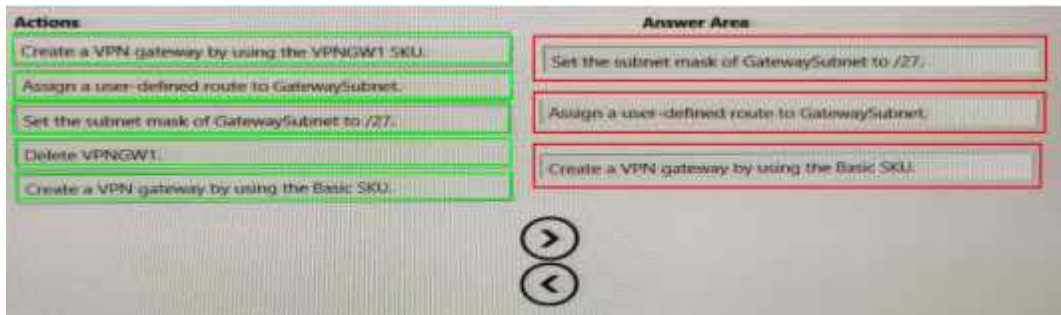 Actions
Answer Area
Create a VPN gateway by using the VPNGW1 SKU.
Assign a user-defined route to GatewaySubnet.
Set the subnet mask of GatewaySubnet to /27.
Delete VPNGW1.
Create a VPN gateway by using the Basic SKU.
Set the subnet mask of GatewaySubnet to /27.
Assign a user-defined route to GatewaySubnet.
Create a VPN gateway by using the Basic SKU.